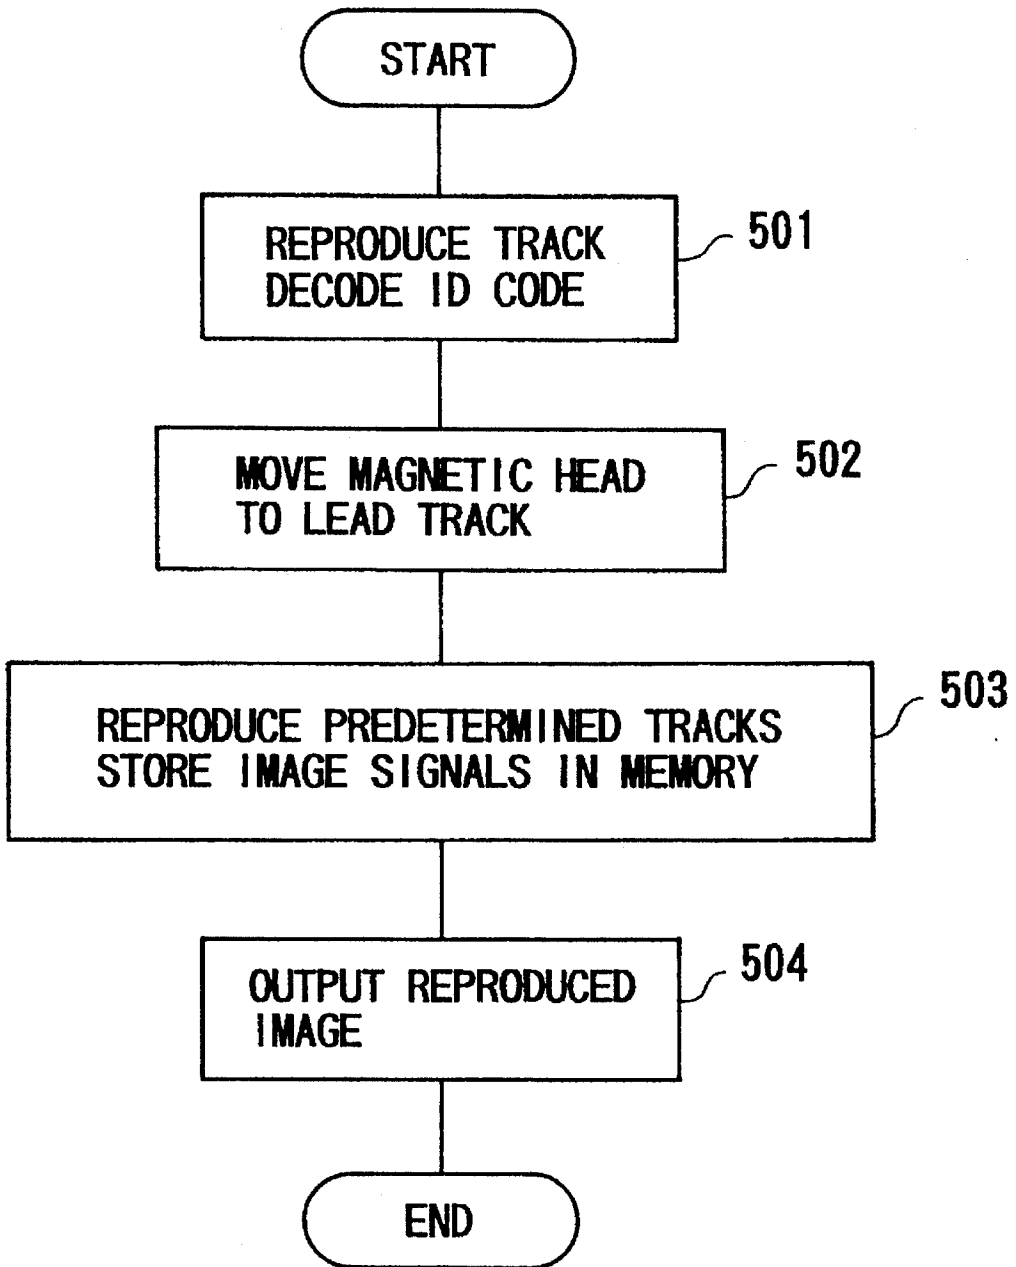 START
REPRODUCE TRACK
DECODE ID CODE
501
MOVE MAGNETIC HEAD
TO LEAD TRACK
502
REPRODUCE PREDETERMINED TRACKS
STORE IMAGE SIGNALS IN MEMORY
503
OUTPUT REPRODUCED
IMAGE
504
END